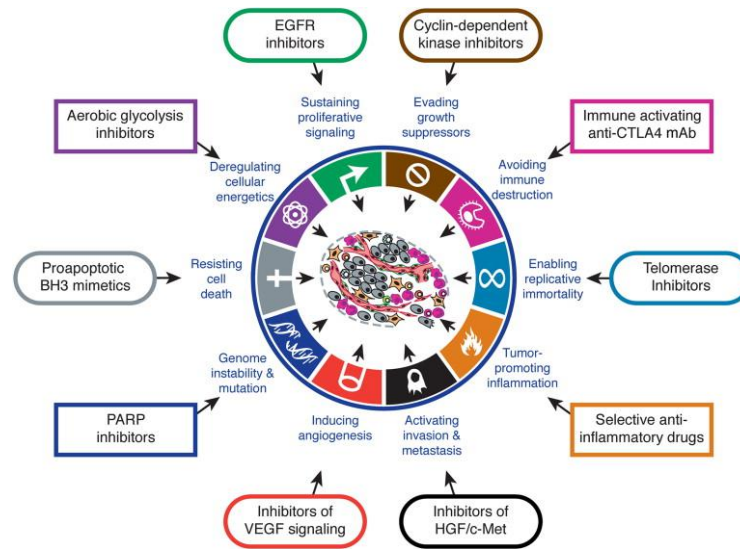 EGFR
inhibitors
Cyclin-dependent
kinase inhibitors
Sustaining
proliferative
signaling
Evading
growth
suppressors
Aerobic glycolysis
inhibitors
Immune activating
anti-CTLA4 mAb
Deregulating
cellular
energetics
Avoiding
immune
destruction
Proapoptotic
BH3 mimetics
Resisting
cell
death
Enabling
replicative
immortality
Telomerase
Inhibitors
Genome
instability &
mutation
Tumor-
promoting
inflammation
PARP
inhibitors
Inducing
angiogenesis
Activating
invasion &
metastasis
Selective anti-
inflammatory drugs
Inhibitors of
VEGF signaling
Inhibitors of
HGF/c-Met